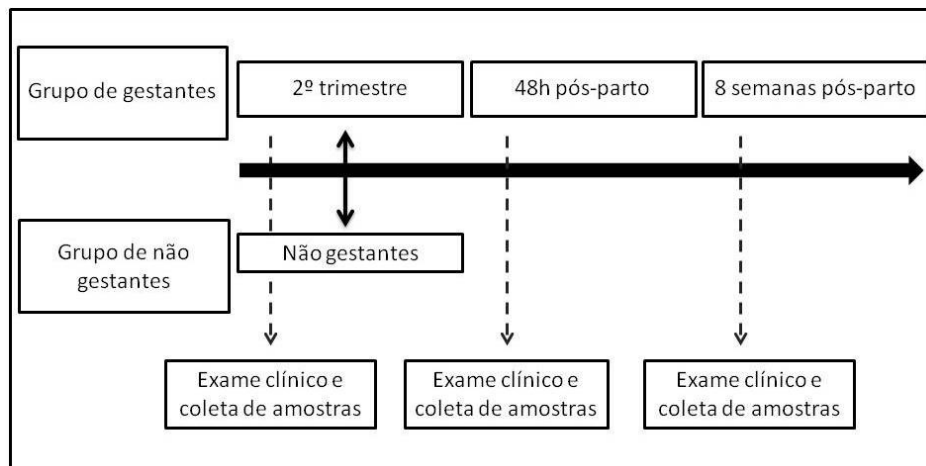 Grupo de gestantes
2º trimestre
48h pós-parto
8 semanas pós-parto
Grupo de não
gestantes
Não gestantes
Exame clínico e
coleta de amostras
Exame clínico e
coleta de amostras
Exame clínico e
coleta de amostras